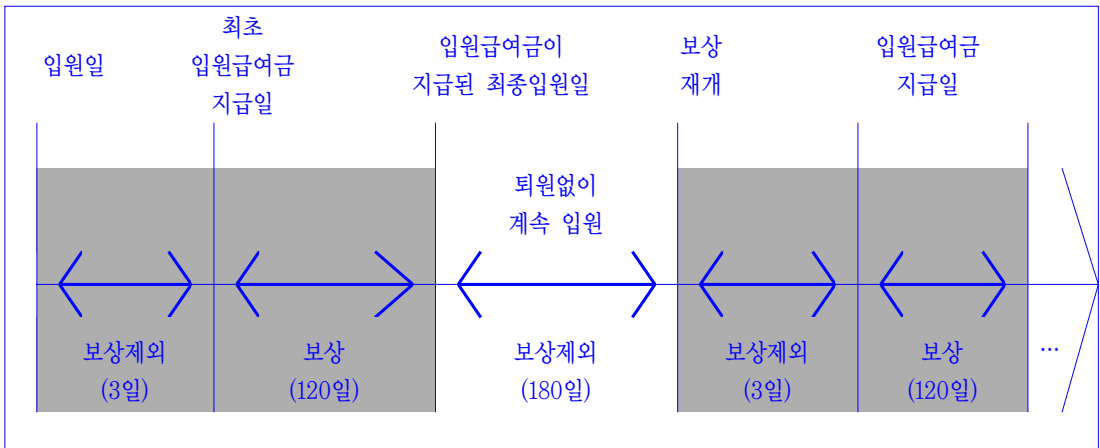 입원일
최초
입원급여금
지급일
입원급여금이
지급된 최종입원일
보상
재개
입원급여금
지급일
퇴원없이
계속 입원
보상제외
(3일)
보상
(120일)
보상제외
(180일)
보상제외
(3일)
보상
(120일)
…